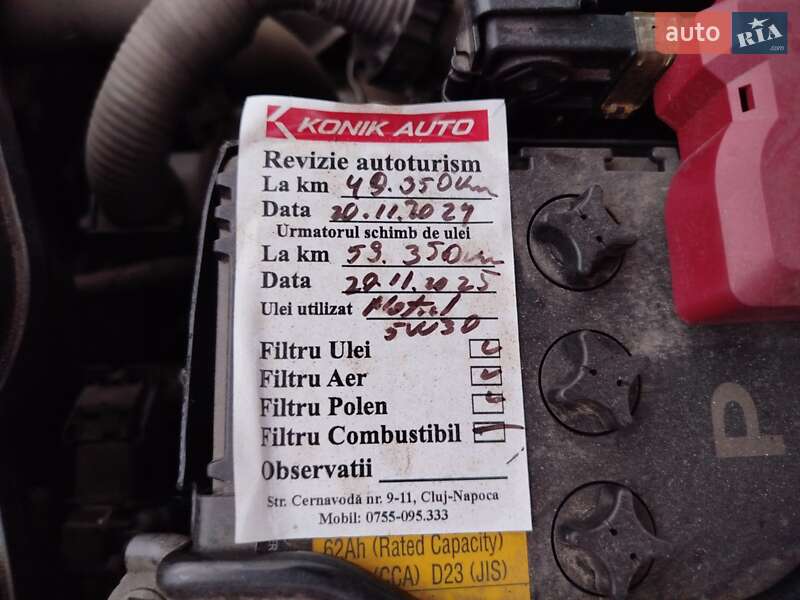 auto RIA .com
KONIK AUTO
Revizie autoturism
La km 49.350 km
Data 20.11.2024
Urmatorul schimb de ulei
La km 59.350 km
Data 20.11.2025
Ulei utilizat Motul
5W30
Filtru Ulei
Filtru Aer
Filtru Polen
Filtru Combustibil
Observatii
Str. Cernavodă nr. 9-11, Cluj-Napoca
Mobil: 0755-095.333
62Ah (Rated Capacity)
(CCA) D23 (JIS)
P